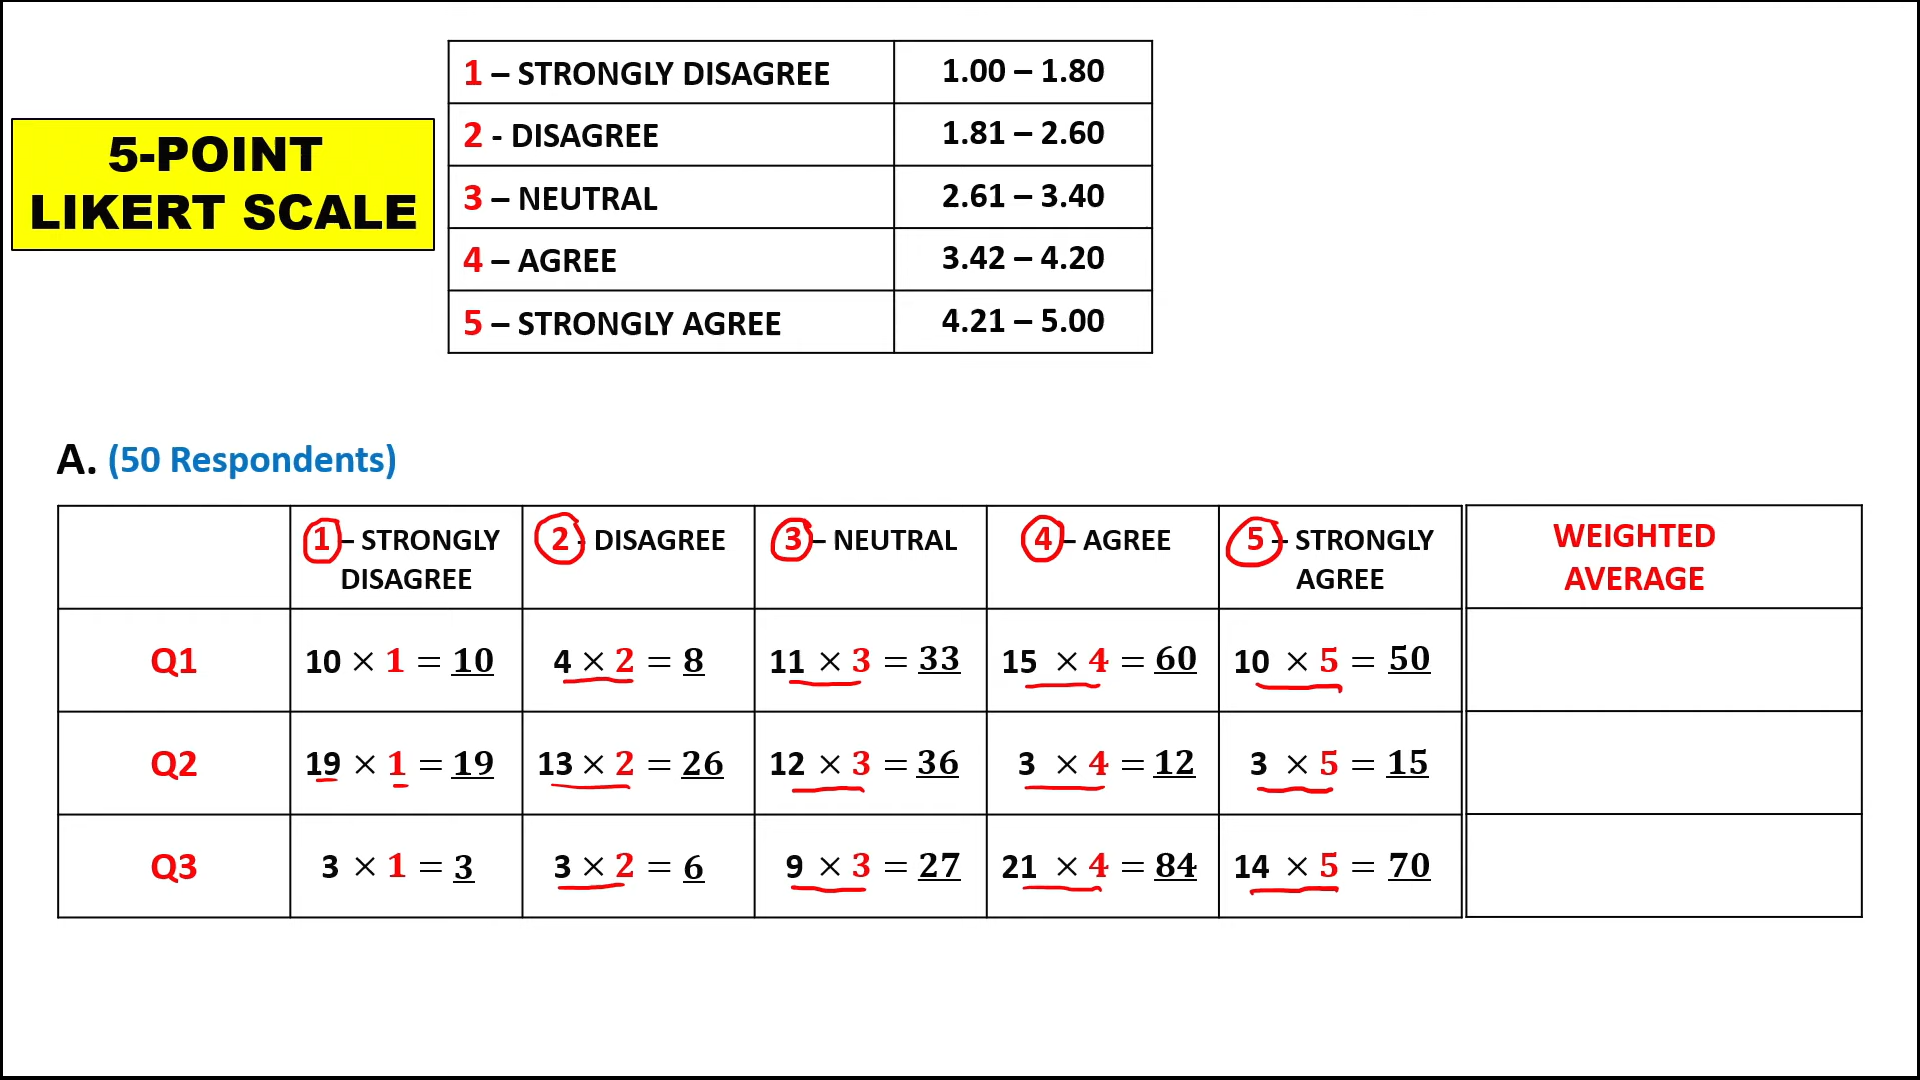 5-POINT
LIKERT SCALE
1 – STRONGLY DISAGREE 1.00 – 1.80
2 - DISAGREE 1.81 – 2.60
3 – NEUTRAL 2.61 – 3.40
4 – AGREE 3.42 – 4.20
5 – STRONGLY AGREE 4.21 – 5.00
A. (50 Respondents)
1 – STRONGLY DISAGREE 2 - DISAGREE 3 – NEUTRAL 4 – AGREE 5 – STRONGLY AGREE WEIGHTED AVERAGE
Q1 10 × 1 = 10 4 × 2 = 8 11 × 3 = 33 15 × 4 = 60 10 × 5 = 50
Q2 19 × 1 = 19 13 × 2 = 26 12 × 3 = 36 3 × 4 = 12 3 × 5 = 15
Q3 3 × 1 = 3 3 × 2 = 6 9 × 3 = 27 21 × 4 = 84 14 × 5 = 70